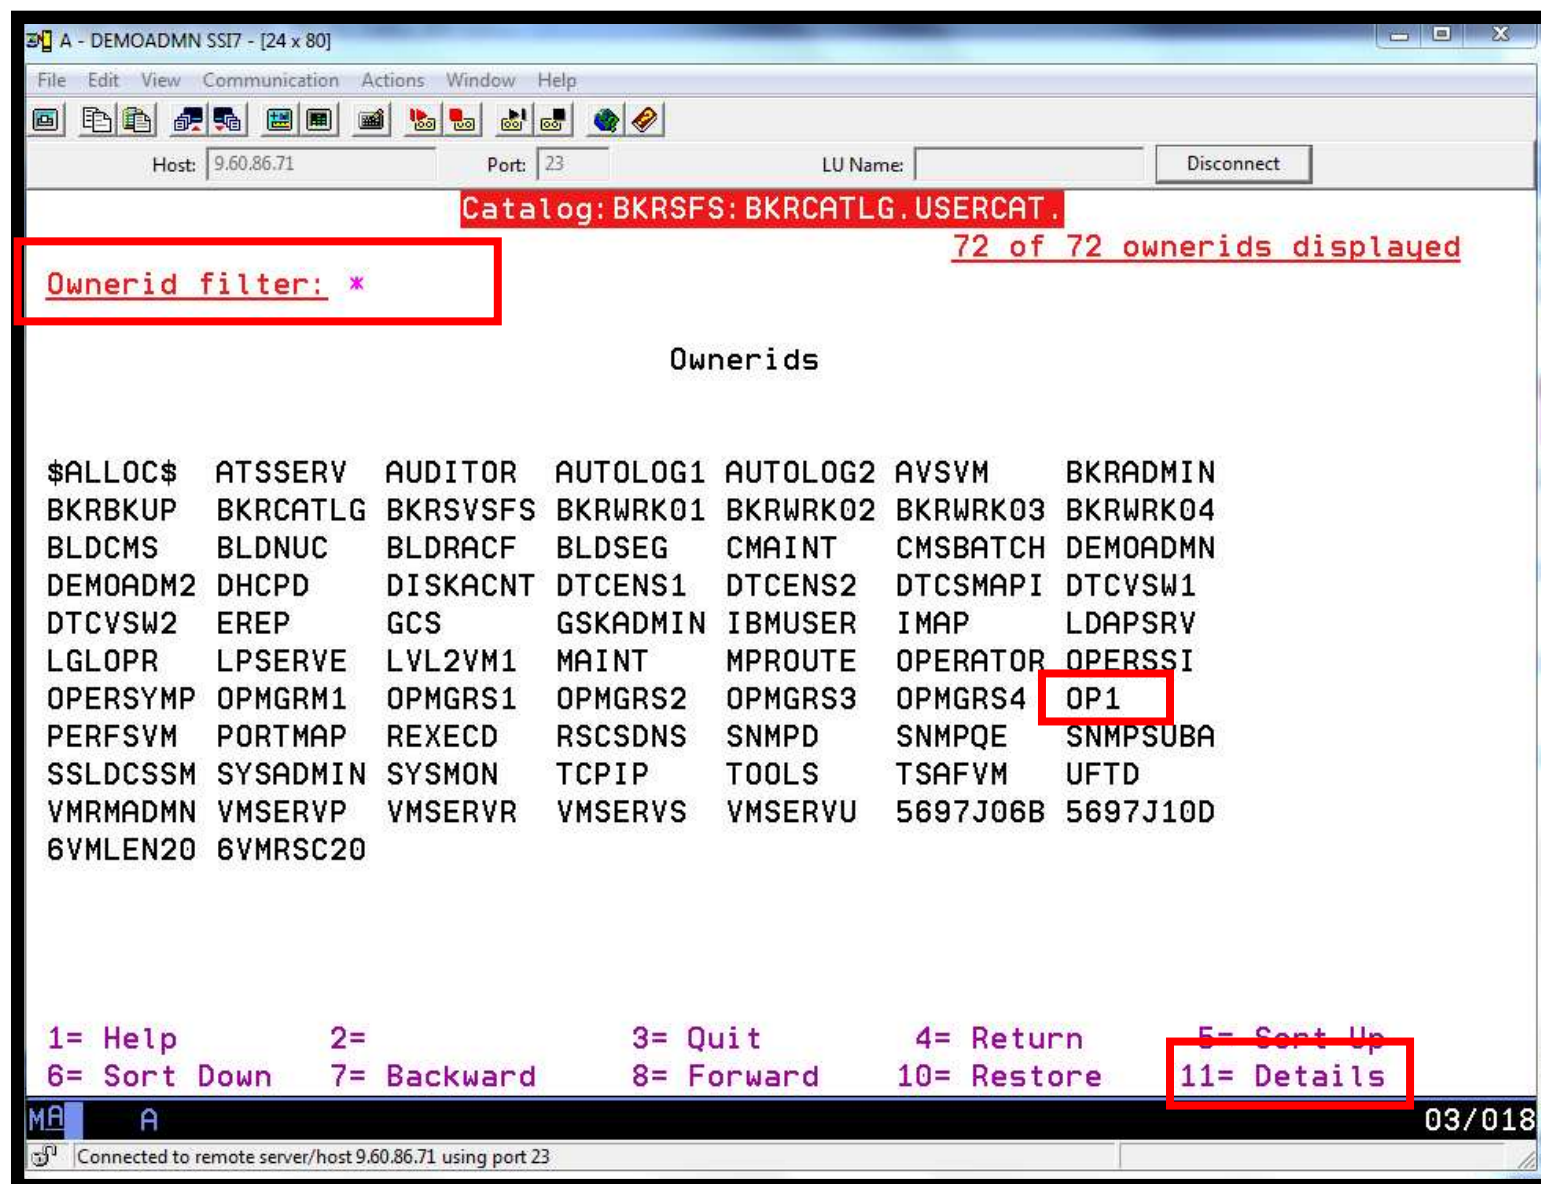 A - DEMOADMN SSI7 - [24 x 80]
File Edit View Communication Actions Window Help
Host: 9.60.86.71 Port: 23 LU Name: Disconnect
Catalog:BKRSFS:BKRCATLG.USERCAT.
72 of 72 ownerids displayed
Ownerid filter: *
Ownerids
$ALLOC$ ATSSERV AUDITOR AUTOLOG1 AUTOLOG2 AVSVM BKRADMIN
BKRBKUP BKRCATLG BKRSVSFS BKRWRK01 BKRWRK02 BKRWRK03 BKRWRK04
BLDCMS BLDNUC BLDRACF BLDSEG CMAINT CMSBATCH DEMOADMN
DEMOADM2 DHCPD DISKACNT DTCENS1 DTCENS2 DTCSMAPI DTCVSW1
DTCVSW2 EREP GCS GSKADMIN IBMUSER IMAP LDAPSRV
LGLOPR LPSERVE LVL2VM1 MAINT MPROUTE OPERATOR OPERSSI
OPERSYMP OPMGRM1 OPMGRS1 OPMGRS2 OPMGRS3 OPMGRS4 OP1
PERFSVM PORTMAP REXECD RSCSDNS SNMPD SNMPQE SNMPSUBA
SSLDCSSM SYSADMIN SYSMON TCPIP TOOLS TSAFVM UFTD
VMRMADMN VMSERVP VMSERVR VMSERVS VMSERVU 5697J06B 5697J10D
6VMLEN20 6VMRSC20
1= Help 2= 3= Quit 4= Return 5= Sort Up
6= Sort Down 7= Backward 8= Forward 10= Restore 11= Details
MA A 03/018
Connected to remote server/host 9.60.86.71 using port 23